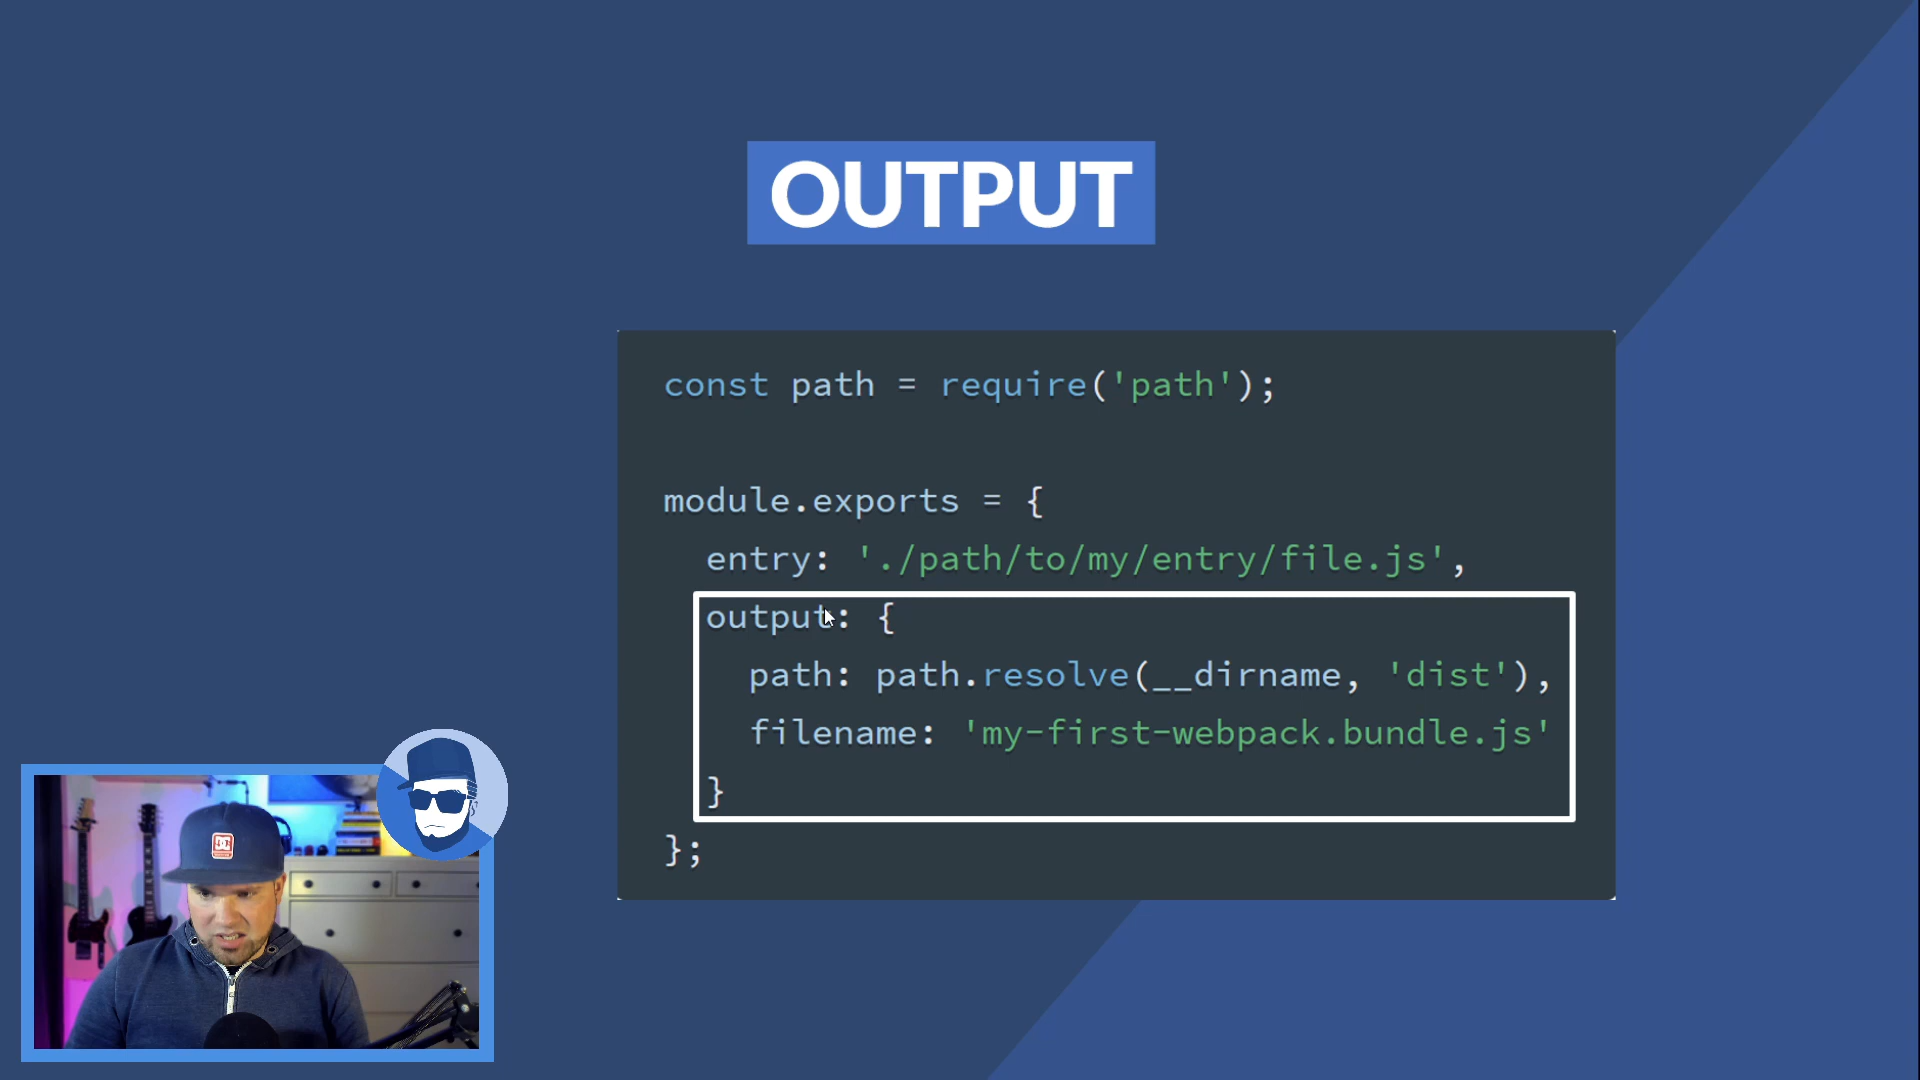 OUTPUT
const path = require('path');
module.exports = {
entry: './path/to/my/entry/file.js',
output: {
path: path.resolve(__dirname, 'dist'),
filename: 'my-first-webpack.bundle.js'
}
};